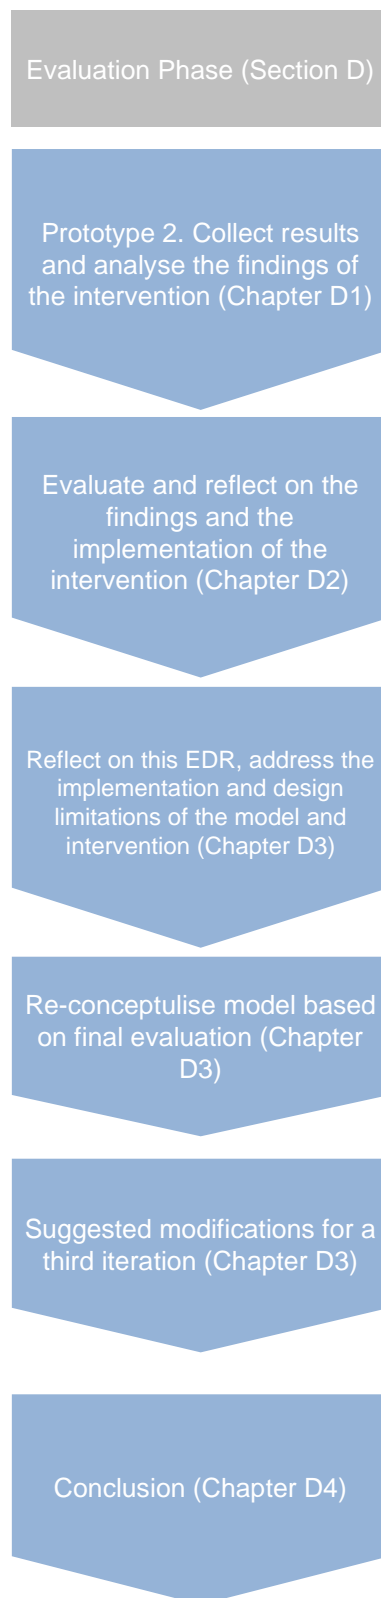 Evaluation Phase (Section D)
Prototype 2. Collect results
and analyse the findings of
the intervention (Chapter D1)
Evaluate and reflect on the
findings and the
implementation of the
intervention (Chapter D2)
Reflect on this EDR, address the
implementation and design
limitations of the model and
intervention (Chapter D3)
Re-conceptulise model based
on final evaluation (Chapter
D3)
Suggested modifications for a
third iteration (Chapter D3)
Conclusion (Chapter D4)